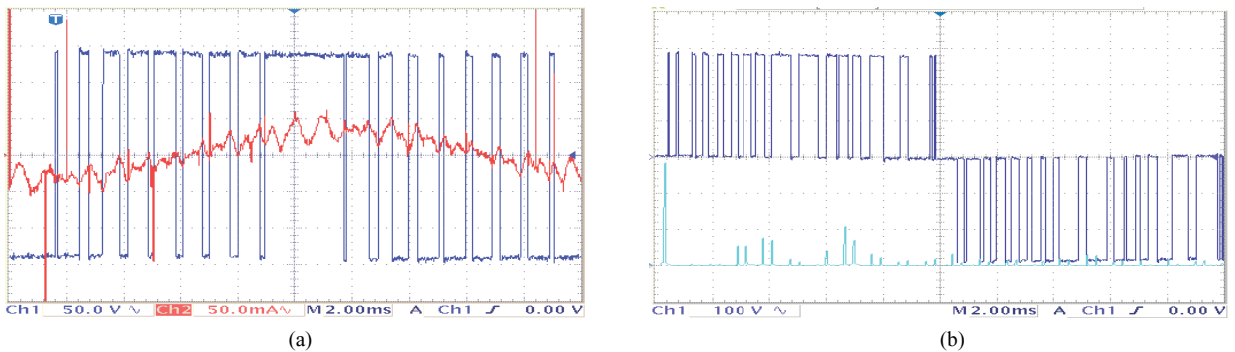 T
Ch1 50.0 V ∿ Ch2 50.0mA∿ M 2.00ms A Ch1 ʃ 0.00 V
Ch1 100 V ∿ M 2.00ms A Ch1 ʃ 0.00 V
(a)
(b)